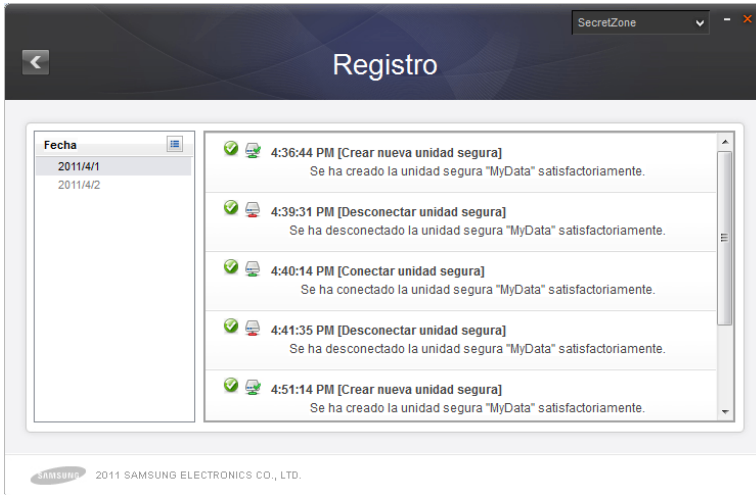 SecretZone
Registro
Fecha
2011/4/1
2011/4/2
4:36:44 PM [Crear nueva unidad segura]
Se ha creado la unidad segura "MyData" satisfactoriamente.
4:39:31 PM [Desconectar unidad segura]
Se ha desconectado la unidad segura "MyData" satisfactoriamente.
4:40:14 PM [Conectar unidad segura]
Se ha conectado la unidad segura "MyData" satisfactoriamente.
4:41:35 PM [Desconectar unidad segura]
Se ha desconectado la unidad segura "MyData" satisfactoriamente.
4:51:14 PM [Crear nueva unidad segura]
Se ha creado la unidad segura "MyData" satisfactoriamente.
SAMSUNG 2011 SAMSUNG ELECTRONICS CO., LTD.